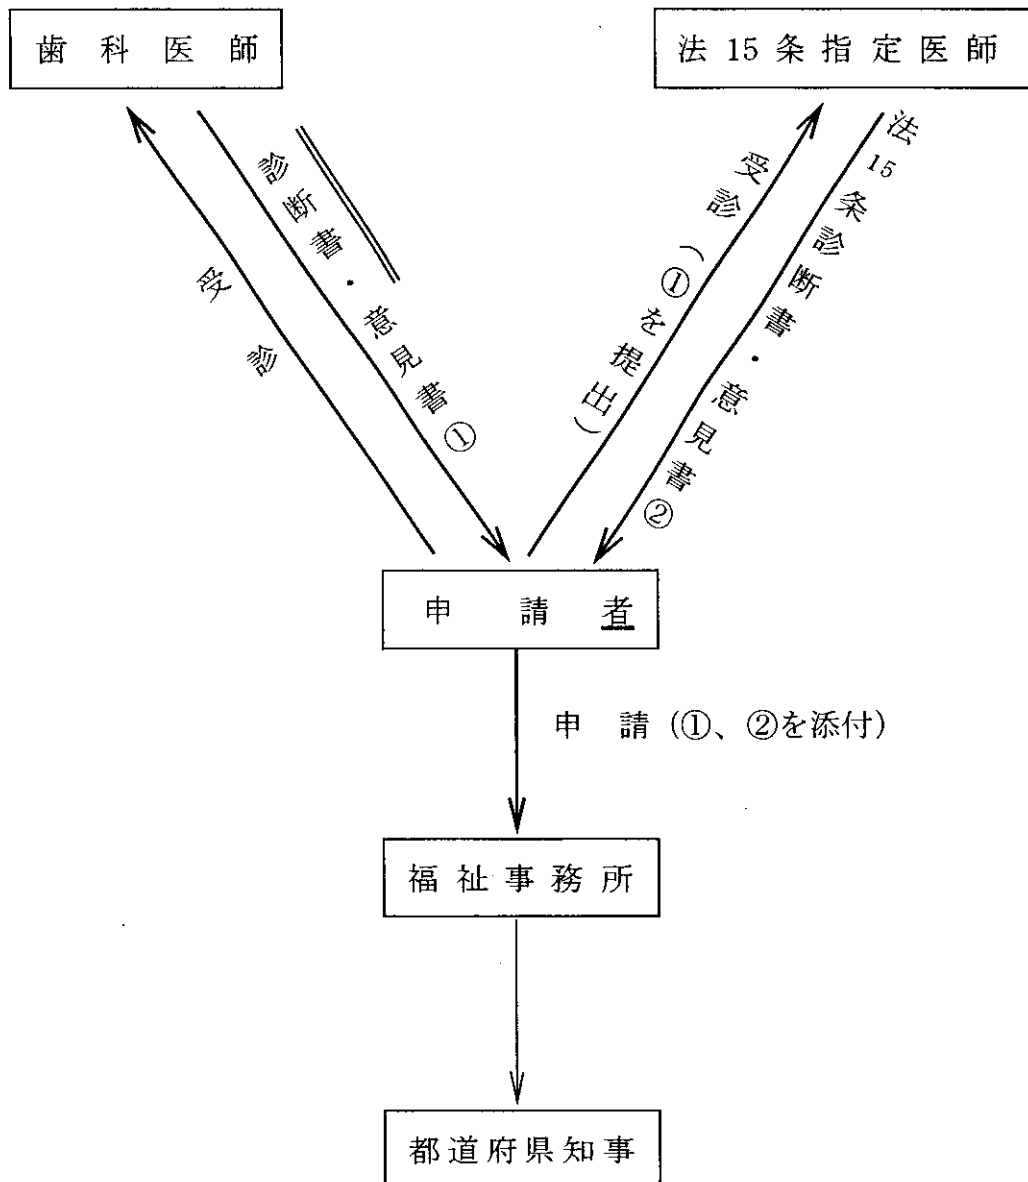 歯科医師
法15条指定医師
受診
診断書・意見書①
受診（①を提出）
法15条診断書・意見書②
申請者
申請（①、②を添付）
福祉事務所
都道府県知事